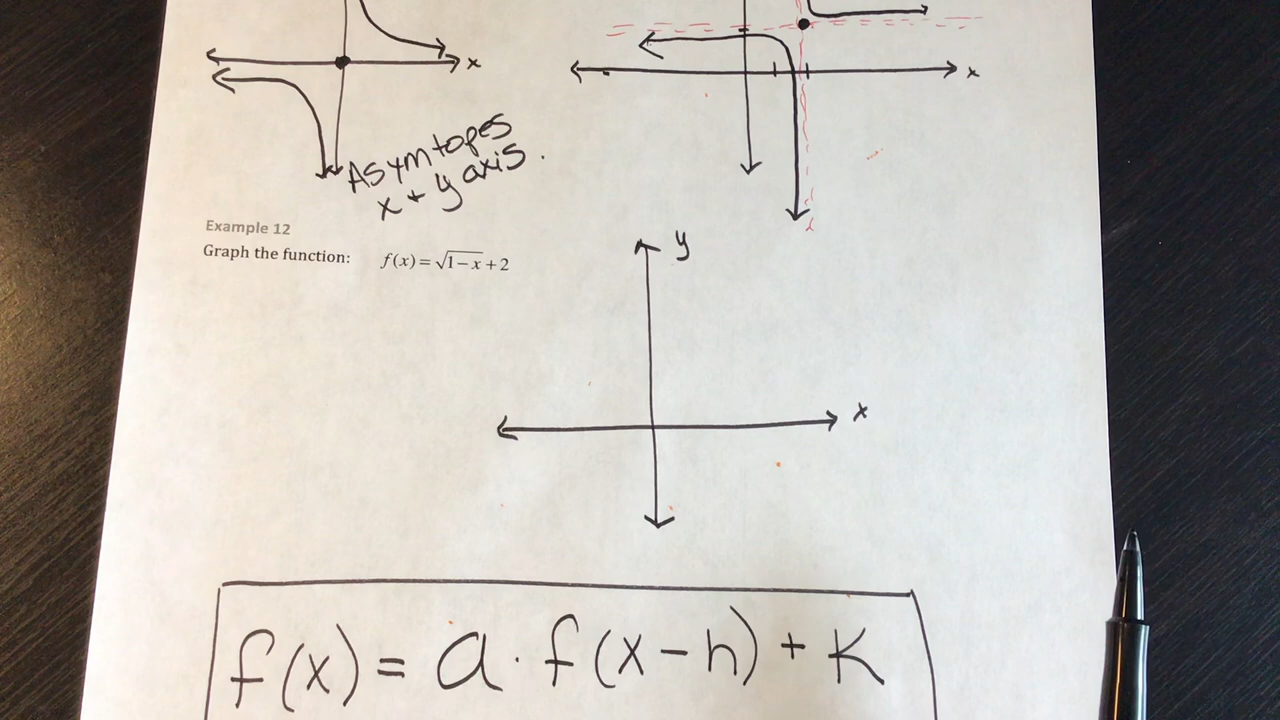 x
x
Asymtopes
x + y axis.
Example 12
Graph the function: f(x) = √1−x + 2
y
x
f(x) = a · f(x − h) + K